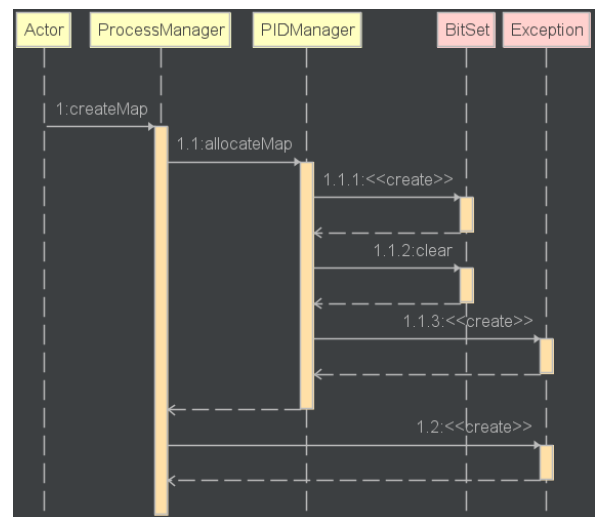 Actor ProcessManager PIDManager BitSet Exception
1:createMap
1.1:allocateMap
1.1.1:<<create>>
1.1.2:clear
1.1.3:<<create>>
1.2:<<create>>